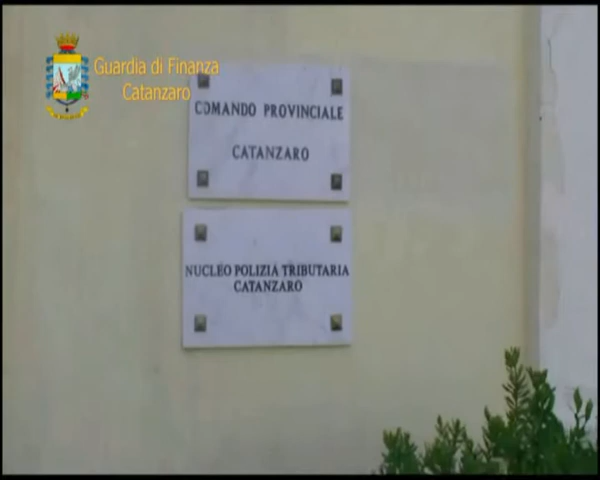 Guardia di Finanza
Catanzaro
COMANDO PROVINCIALE
CATANZARO
NUCLEO POLIZIA TRIBUTARIA
CATANZARO